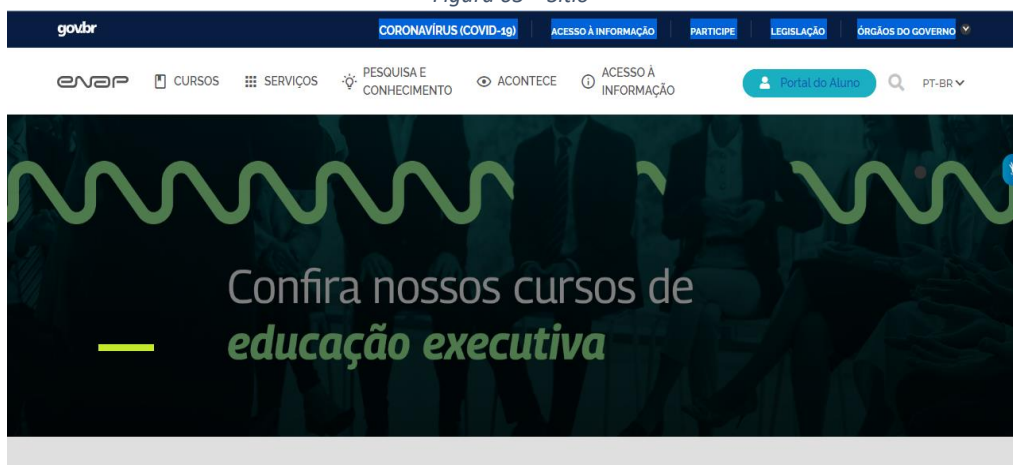 Figura 03 – Sítio
gov.br CORONAVÍRUS (COVID-19) ACESSO À INFORMAÇÃO PARTICIPE LEGISLAÇÃO ÓRGÃOS DO GOVERNO
enap CURSOS SERVIÇOS PESQUISA E CONHECIMENTO ACONTECE ACESSO À INFORMAÇÃO Portal do Aluno PT-BR
Confira nossos cursos de
educação executiva